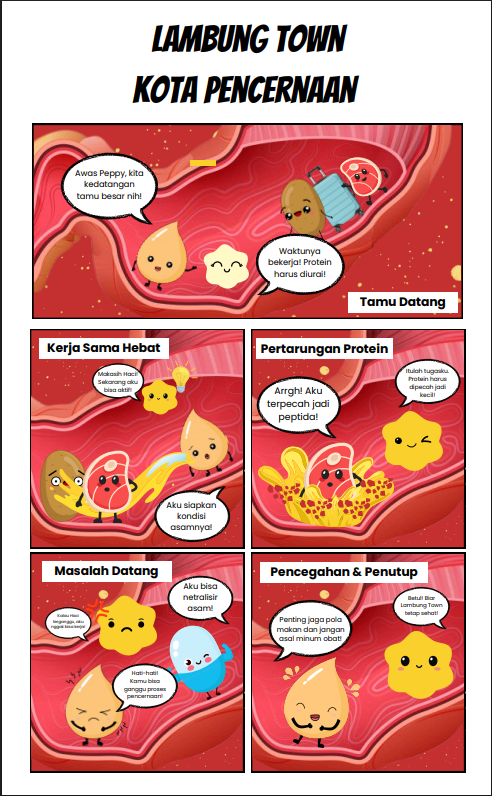 LAMBUNG TOWN
KOTA PENCERNAAN
Awas Peppy, kita
kedatangan
tamu besar nih!
Waktunya
bekerja! Protein
harus diurai!
Tamu Datang
Kerja Sama Hebat
Makasih Haci!
Sekarang aku
bisa aktif!
Aku siapkan
kondisi
asamnya!
Pertarungan Protein
Arrgh! Aku
terpecah jadi
peptida!
Itulah tugasku.
Protein harus
dipecah jadi
kecil!
Masalah Datang
Kalau Haci
terganggu, aku
nggak bisa kerja!
Aku bisa
netralisir
asam!
Hati-hati!
Kamu bisa
ganggu proses
pencernaan!
Pencegahan & Penutup
Penting jaga pola
makan dan jangan
asal minum obat!
Betul! Biar
Lambung Town
tetap sehat!